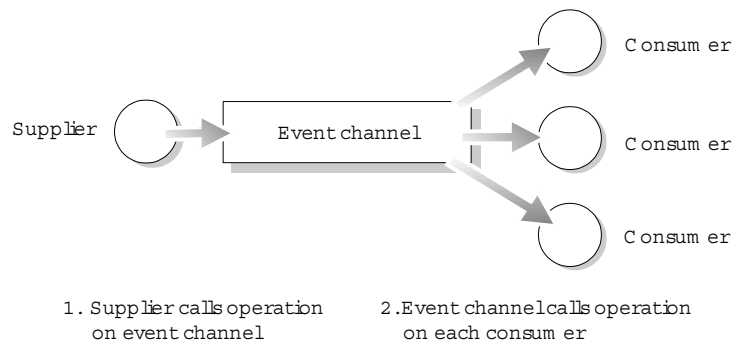 Consumer
Supplier
Event channel
Consumer
Consumer
1. Supplier calls operation
on event channel
2.Event channel calls operation
on each consumer